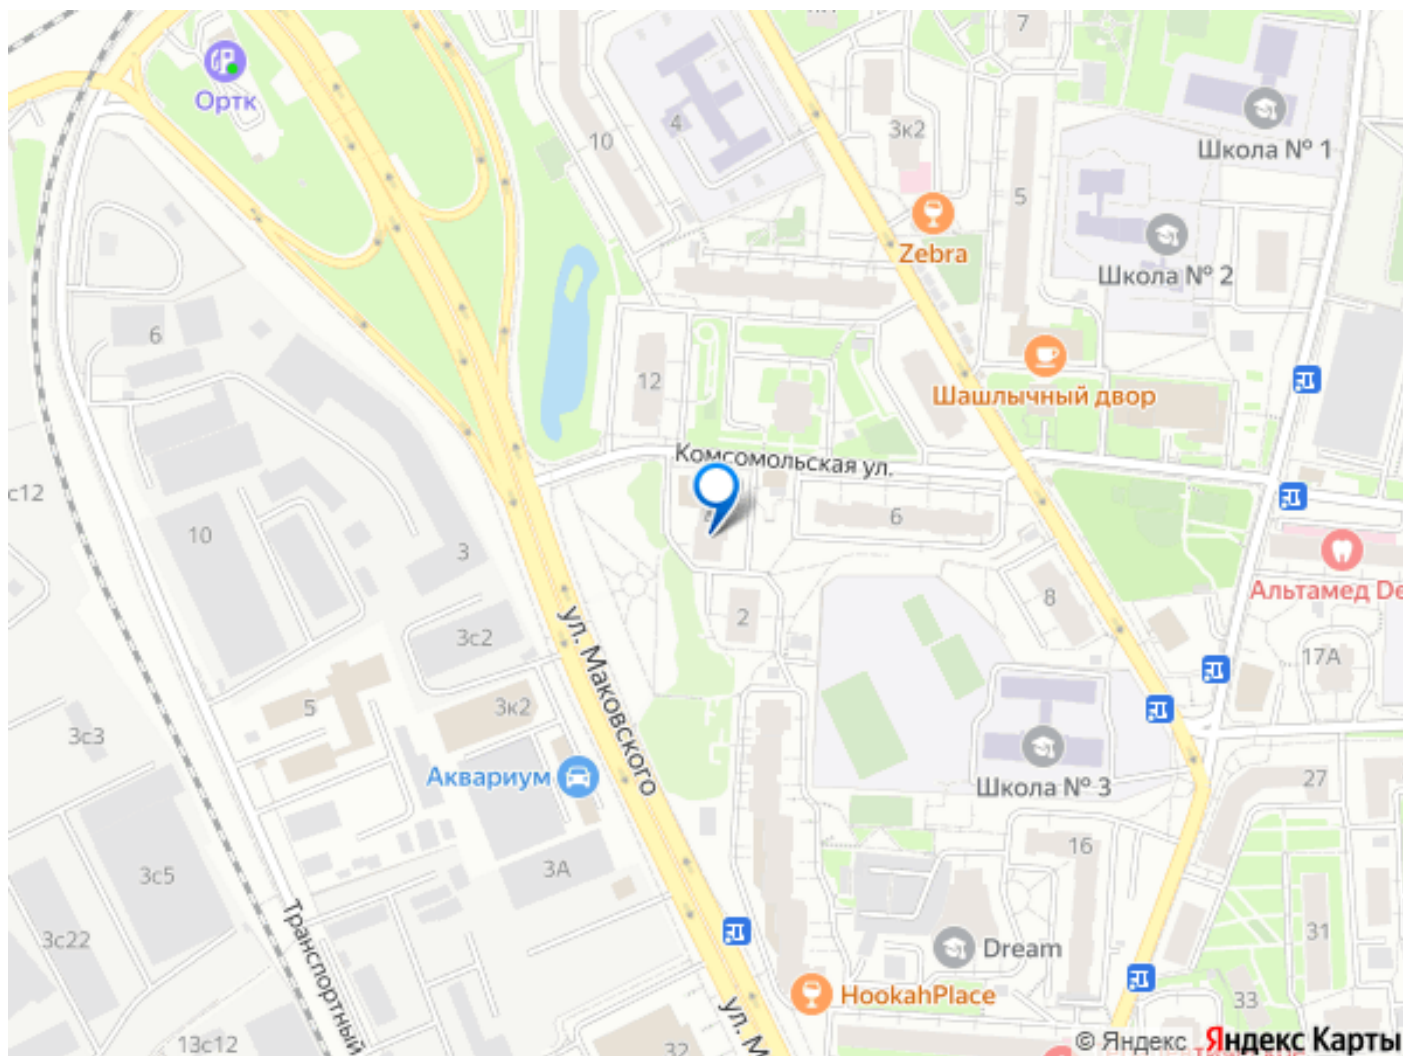 7
Ортк
10
4
3к2
Школа № 1
5
Zebra
Школа № 2
6
12
Шашлычный двор
Комсомольская ул.
с12
10
3
6
Альтамед De
8
2
3с2
ул. Маковского
17А
5
3к2
3с3
Аквариум
Школа № 3
27
16
3А
3с5
Транспортный
3с22
Dream
31
HookahPlace
33
ул. М
13с12
32
© Яндекс Яндекс Карты